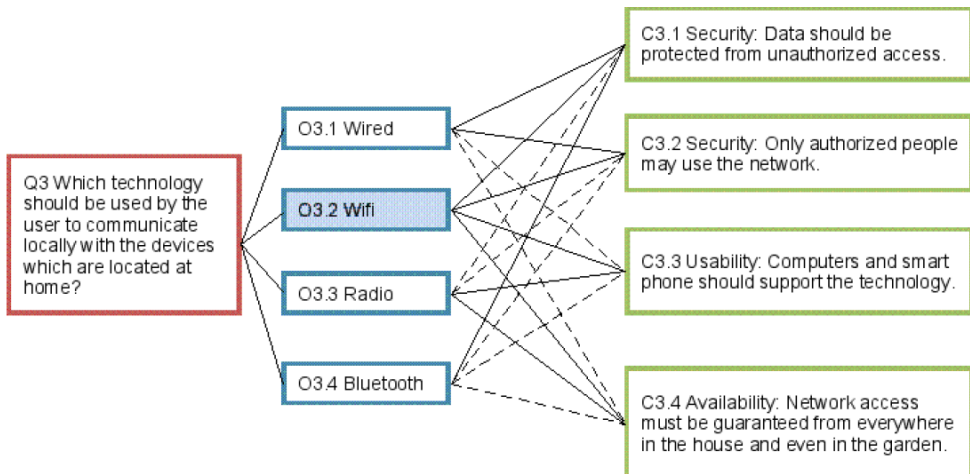 Q3 Which technology
should be used by the
user to communicate
locally with the devices
which are located at
home?
O3.1 Wired
O3.2 Wifi
O3.3 Radio
O3.4 Bluetooth
C3.1 Security: Data should be
protected from unauthorized access.
C3.2 Security: Only authorized people
may use the network.
C3.3 Usability: Computers and smart
phone should support the technology.
C3.4 Availability: Network access
must be guaranteed from everywhere
in the house and even in the garden.